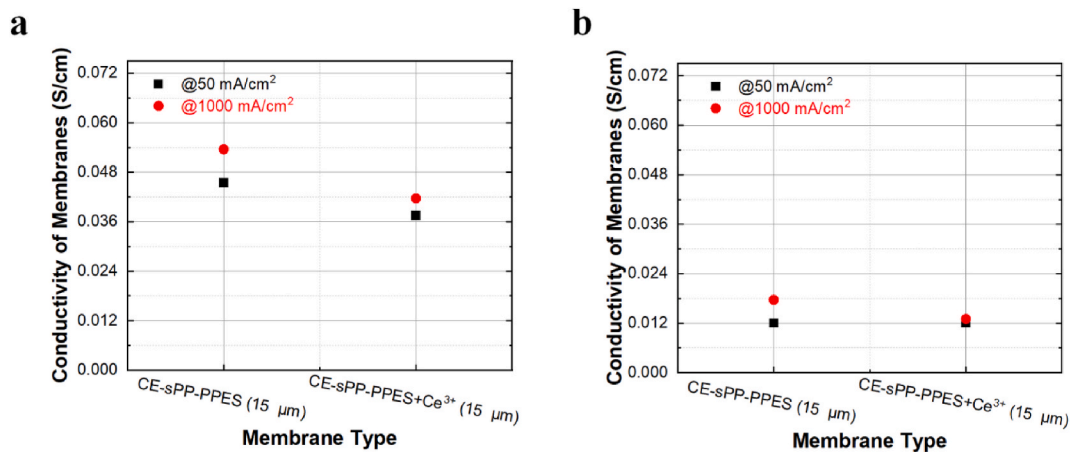 a
Conductivity of Membranes (S/cm)
0.072
0.060
0.048
0.036
0.024
0.012
0.000
@50 mA/cm²
@1000 mA/cm²
CE-sPP-PPES (15 μm)
CE-sPP-PPES+Ce³⁺ (15 μm)
Membrane Type
b
Conductivity of Membranes (S/cm)
0.072
0.060
0.048
0.036
0.024
0.012
0.000
@50 mA/cm²
@1000 mA/cm²
CE-sPP-PPES (15 μm)
CE-sPP-PPES+Ce³⁺ (15 μm)
Membrane Type